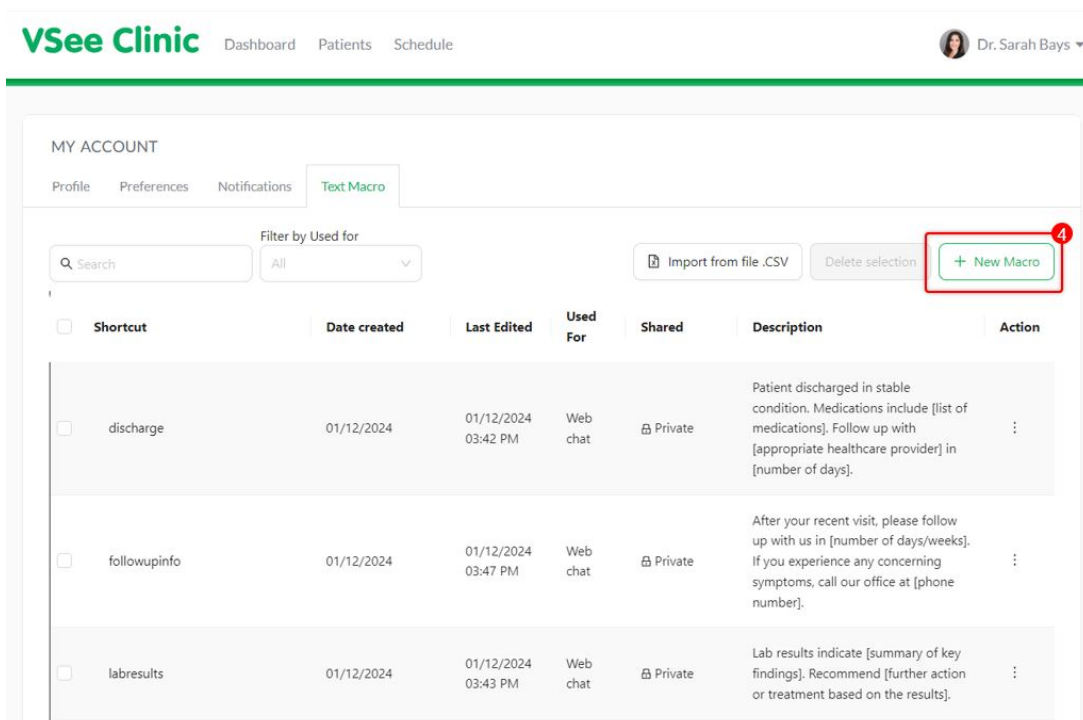 VSee Clinic Dashboard Patients Schedule Dr. Sarah Bays
MY ACCOUNT
Profile Preferences Notifications Text Macro
Filter by Used for
Search All Import from file .CSV Delete selection + New Macro 4
Shortcut Date created Last Edited Used For Shared Description Action
discharge 01/12/2024 01/12/2024 03:42 PM Web chat Private
Patient discharged in stable
condition. Medications include [list of
medications]. Follow up with
[appropriate healthcare provider] in
[number of days].
followupinfo 01/12/2024 01/12/2024 03:47 PM Web chat Private
After your recent visit, please follow
up with us in [number of days/weeks].
If you experience any concerning
symptoms, call our office at [phone
number].
labresults 01/12/2024 01/12/2024 03:43 PM Web chat Private
Lab results indicate [summary of key
findings]. Recommend [further action
or treatment based on the results].